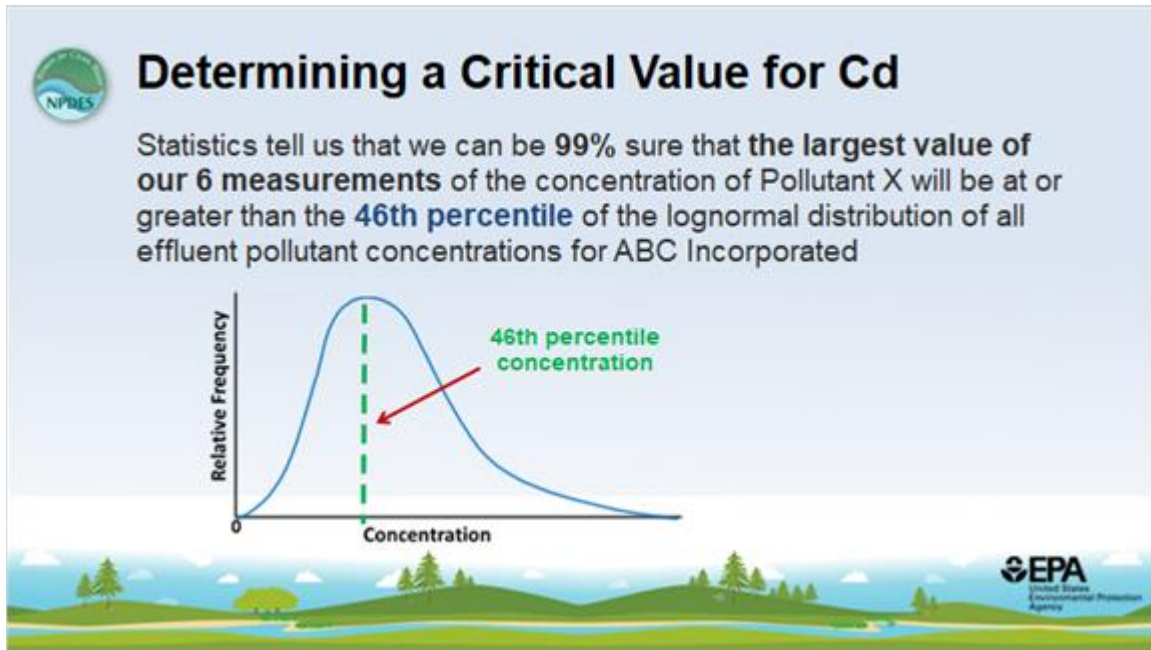 NPDES
Determining a Critical Value for Cd
Statistics tell us that we can be 99% sure that the largest value of
our 6 measurements of the concentration of Pollutant X will be at or
greater than the 46th percentile of the lognormal distribution of all
effluent pollutant concentrations for ABC Incorporated
46th percentile
concentration
Relative Frequency
0
Concentration
EPA
United States
Environmental Protection
Agency